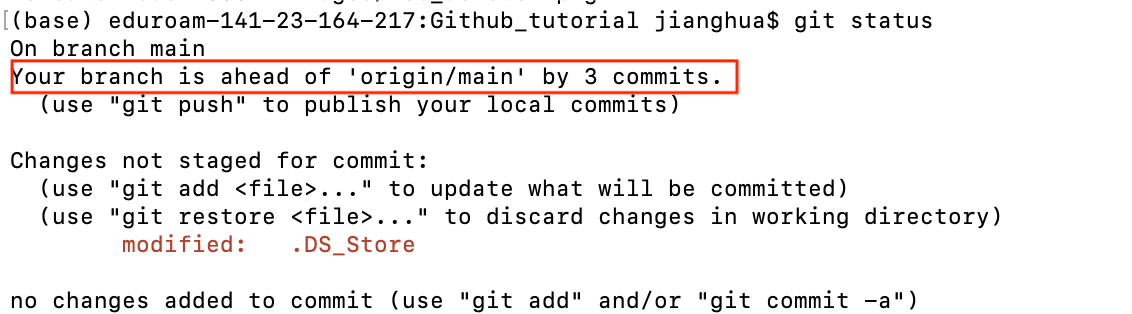 [(base) eduroam-141-23-164-217:Github_tutorial jianghua$ git status
On branch main
Your branch is ahead of 'origin/main' by 3 commits.
(use "git push" to publish your local commits)
Changes not staged for commit:
(use "git add <file>..." to update what will be committed)
(use "git restore <file>..." to discard changes in working directory)
modified: .DS_Store
no changes added to commit (use "git add" and/or "git commit -a")